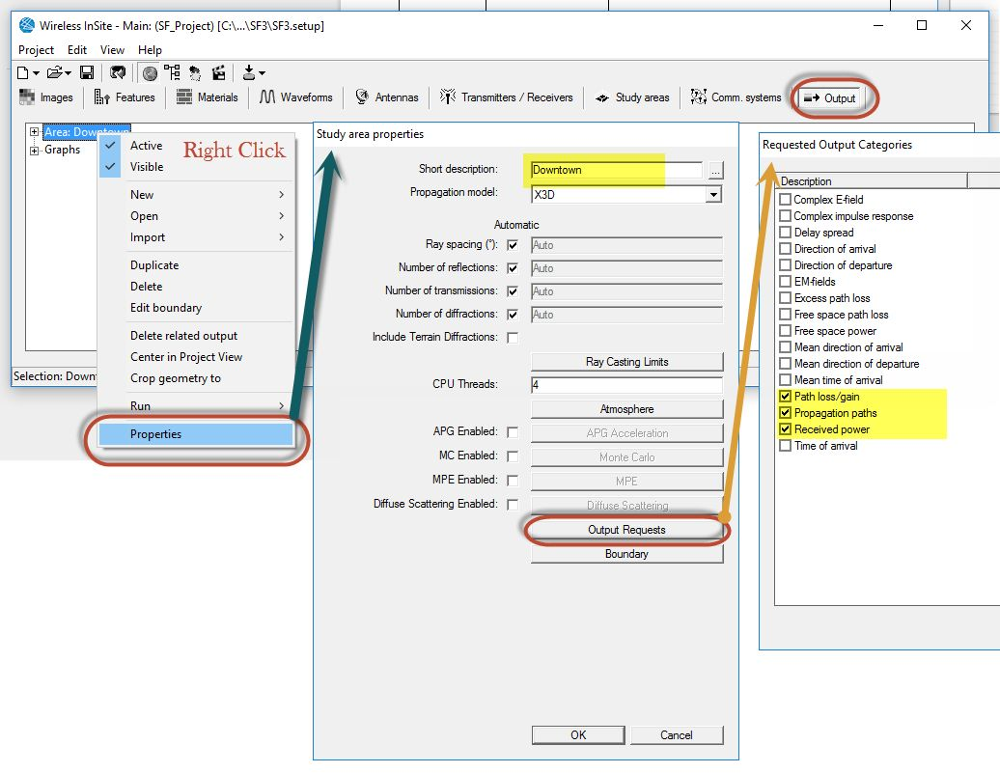 Wireless InSite - Main: (SF_Project) [C:\...\SF3\SF3.setup]
Project Edit View Help
Images Features Materials Waveforms Antennas Transmitters / Receivers Study areas Comm. systems Output
Area: Downtown
Graphs
Selection: Downt
Active
Visible
Right Click
New
Open
Import
Duplicate
Delete
Edit boundary
Delete related output
Center in Project View
Crop geometry to
Run
Properties
Study area properties
Short description: Downtown ...
Propagation model: X3D
Automatic
Ray spacing (°): Auto
Number of reflections: Auto
Number of transmissions: Auto
Number of diffractions: Auto
Include Terrain Diffractions:
Ray Casting Limits
CPU Threads: 4
Atmosphere
APG Enabled: APG Acceleration
MC Enabled: Monte Carlo
MPE Enabled: MPE
Diffuse Scattering Enabled: Diffuse Scattering
Output Requests
Boundary
OK Cancel
Requested Output Categories
Description
Complex E-field
Complex impulse response
Delay spread
Direction of arrival
Direction of departure
EM-fields
Excess path loss
Free space path loss
Free space power
Mean direction of arrival
Mean direction of departure
Mean time of arrival
Path loss/gain
Propagation paths
Received power
Time of arrival